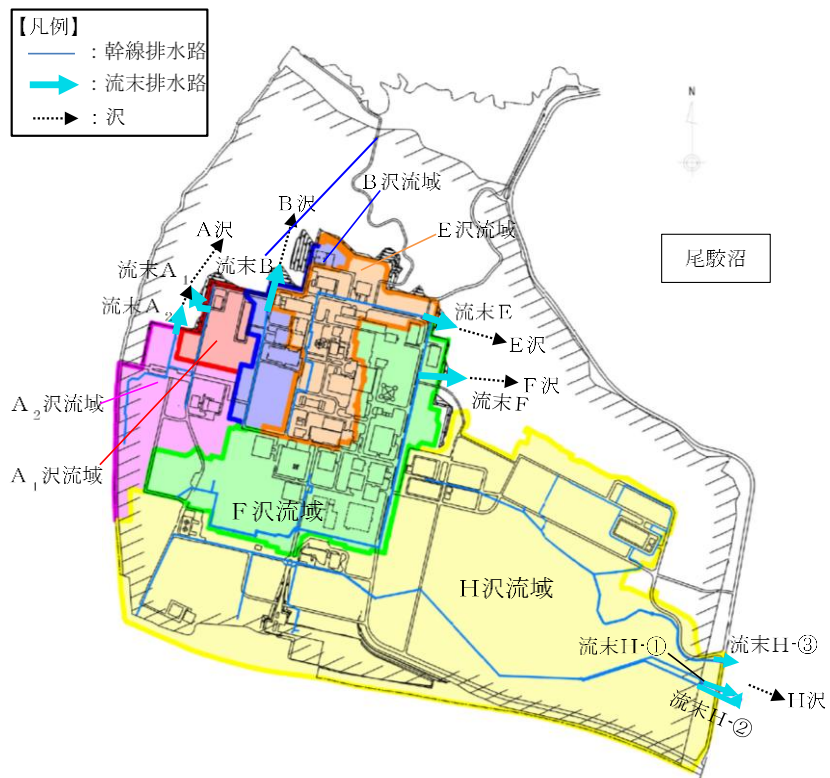 【凡例】
：幹線排水路
：流末排水路
：沢
N
B沢流域
B沢
A沢
E沢流域
流末A1
流末B
尾駮沼
流末A2
流末E
E沢
F沢
流末F
A2沢流域
A1沢流域
F沢流域
H沢流域
流末H-①
流末H-③
H沢
流末H-②